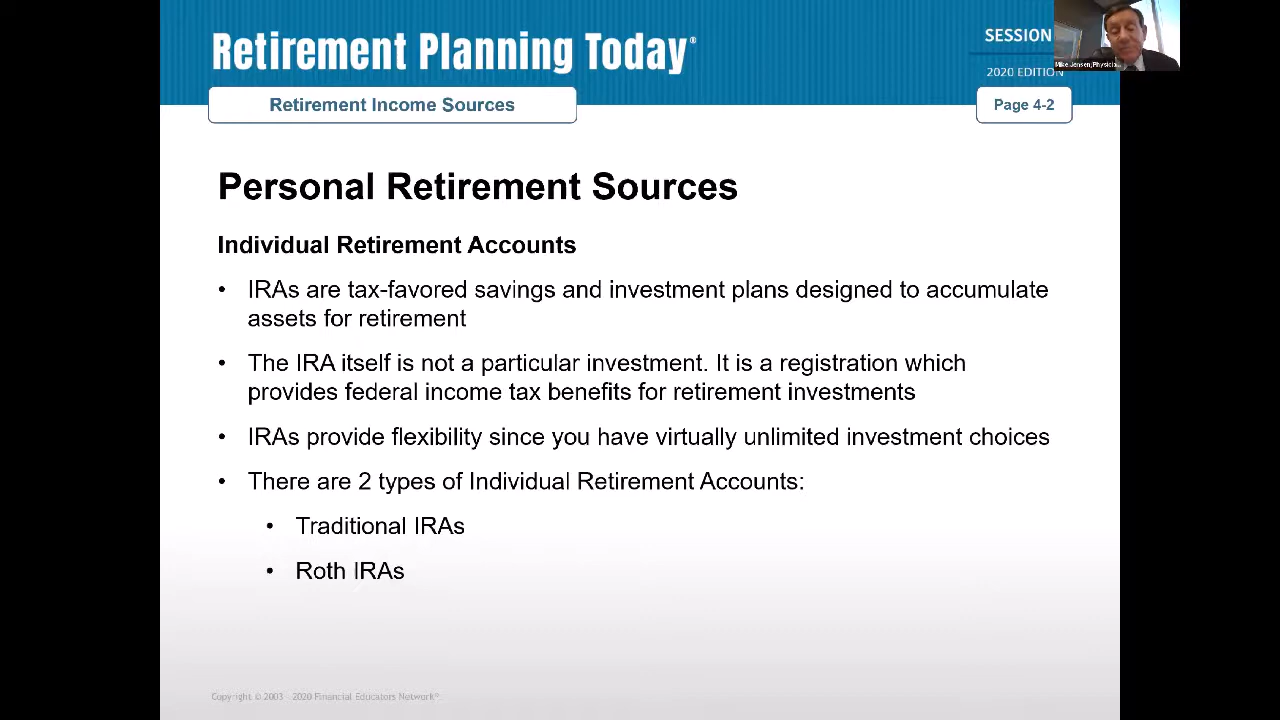 Retirement Planning Today®
SESSION
2020 EDITION
Mike Jensen, Physicia...
Retirement Income Sources
Page 4-2
Personal Retirement Sources
Individual Retirement Accounts
• IRAs are tax-favored savings and investment plans designed to accumulate
assets for retirement
• The IRA itself is not a particular investment. It is a registration which
provides federal income tax benefits for retirement investments
• IRAs provide flexibility since you have virtually unlimited investment choices
• There are 2 types of Individual Retirement Accounts:
• Traditional IRAs
• Roth IRAs
Copyright © 2003 - 2020 Financial Educators Network®